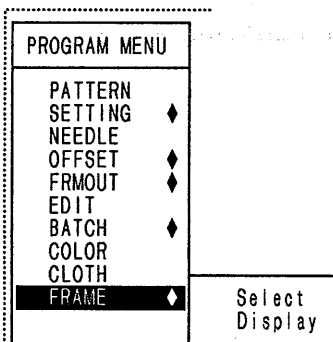 PROGRAM MENU
PATTERN
SETTING ♦
NEEDLE
OFFSET ♦
FRMOUT ♦
EDIT
BATCH ♦
COLOR
CLOTH
FRAME ♦
Select
Display